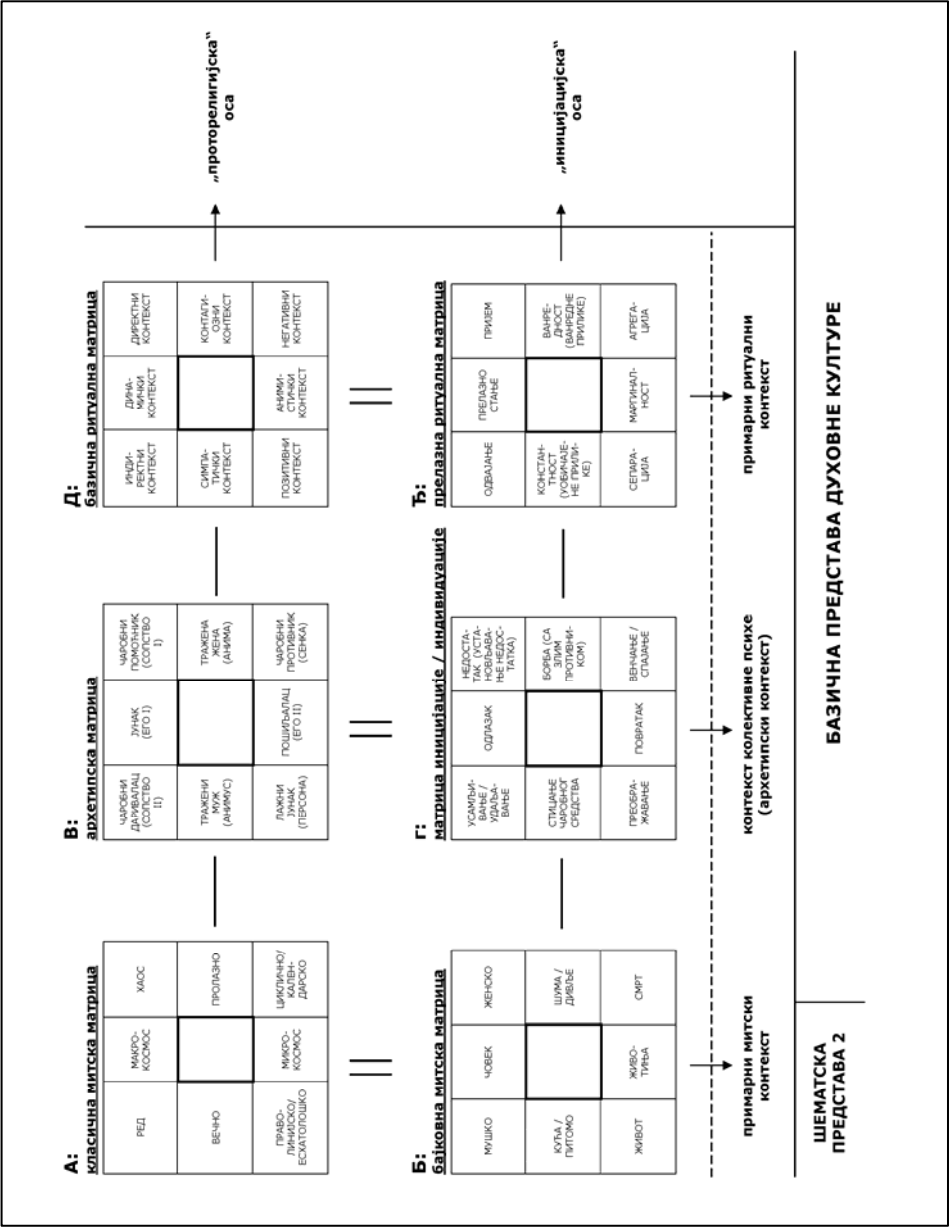 А:
класична митска матрица
РЕД
МАКРО-
КОСМОС
ХАОС
ВЕЧНО
ПРОЛАЗНО
ПРАВО-
ЛИНИЈСКО/
ЕСХАТОЛОШКО
МИКРО-
КОСМОС
ЦИКЛИЧНО/
КАЛЕН-
ДАРСКО
В:
архетипска матрица
ЧАРОБНИ
ДАРИВАЛАЦ
(СОПСТВО
II)
ЈУНАК
(ЕГО I)
ЧАРОБНИ
ПОМОЋНИК
(СОПСТВО
I)
ТРАЖЕНИ
МУЖ
(АНИМУС)
ТРАЖЕНА
ЖЕНА
(АНИМА)
ЛАЖНИ
ЈУНАК
(ПЕРСОНА)
ПОШИЉАЛАЦ
(ЕГО II)
ЧАРОБНИ
ПРОТИВНИК
(СЕНКА)
Д:
базична ритуална матрица
ИНДИ-
РЕКТНИ
КОНТЕКСТ
ДИНА-
МИЧКИ
КОНТЕКСТ
ДИРЕКТНИ
КОНТЕКСТ
СИМПА-
ТИЧКИ
КОНТЕКСТ
КОНТАГИ-
ОЗНИ
КОНТЕКСТ
ПОЗИТИВНИ
КОНТЕКСТ
АНИМИ-
СТИЧКИ
КОНТЕКСТ
НЕГАТИВНИ
КОНТЕКСТ
„проторелигијска“
оса
Б:
бајковна митска матрица
МУШКО
ЧОВЕК
ЖЕНСКО
КУЋА /
ПИТОМО
ШУМА /
ДИВЉЕ
ЖИВОТ
ЖИВО-
ТИЊА
СМРТ
Г:
матрица иницијације / индивидуације
УСАМЉИ-
ВАЊЕ /
УДАЉА-
ВАЊЕ
ОДЛАЗАК
НЕДОСТА-
ТАК (УСТА-
НОВЉАВА-
ЊЕ НЕДОС-
ТАТКА)
СТИЦАЊЕ
ЧАРОБНОГ
СРЕДСТВА
БОРБА (СА
ЗЛИМ
ПРОТИВНИ-
КОМ)
ПРЕОБРА-
ЖАВАЊЕ
ПОВРАТАК
ВЕНЧАЊЕ /
СПАЈАЊЕ
Ђ:
прелазна ритуална матрица
ОДВАЈАЊЕ
ПРЕЛАЗНО
СТАЊЕ
ПРИЈЕМ
КОНСТАН-
ТНОСТ
(УОБИЧАЈЕ-
НЕ ПРИЛИ-
КЕ)
ВАНРЕ-
ДНОСТ
(ВАНРЕДНЕ
ПРИЛИКЕ)
СЕПАРА-
ЦИЈА
МАРГИНАЛ-
НОСТ
АГРЕГА-
ЦИЈА
„иницијацијска“
оса
примарни митски
контекст
контекст колективне психе
(архетипски контекст)
примарни ритуални
контекст
ШЕМАТСКА
ПРЕДСТАВА 2
БАЗИЧНА ПРЕДСТАВА ДУХОВНЕ КУЛТУРЕ